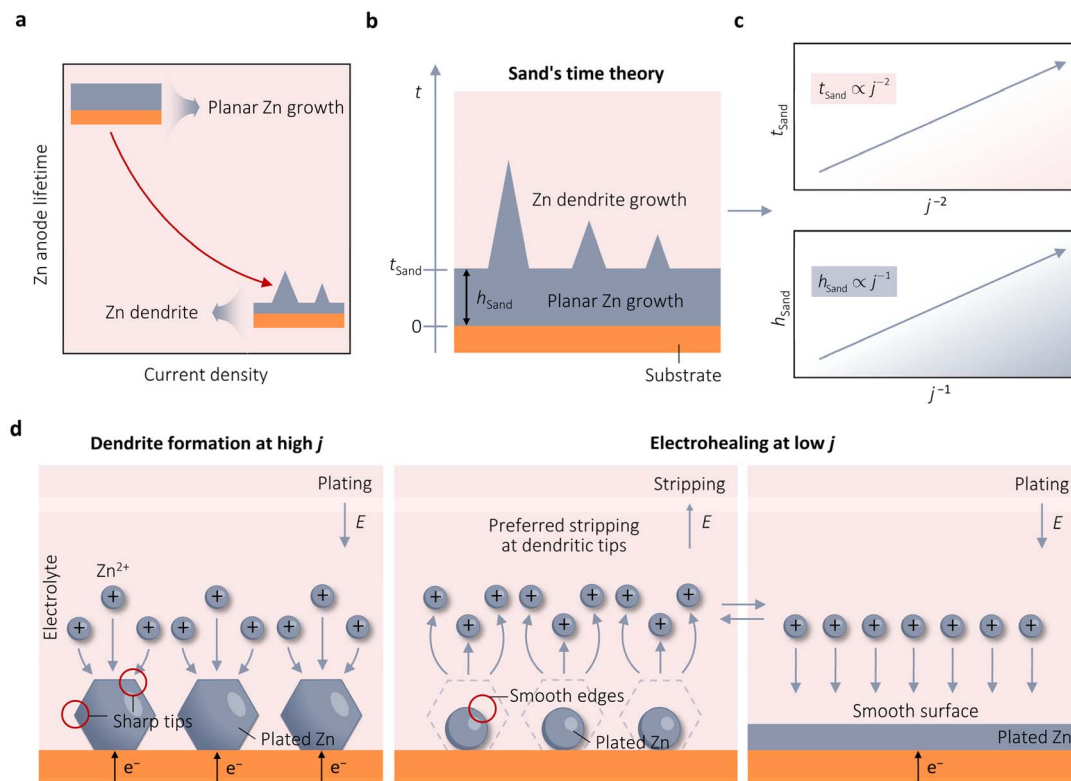 a
Planar Zn growth
Zn anode lifetime
Zn dendrite
Current density
b
Sand's time theory
t
Zn dendrite growth
t_Sand
h_Sand
Planar Zn growth
0
Substrate
c
t_Sand ∝ j⁻²
t_Sand
j⁻²
h_Sand ∝ j⁻¹
h_Sand
j⁻¹
d
Dendrite formation at high j
Plating
E
Electrolyte
Zn²⁺
+ + + + + + + + +
Sharp tips
Plated Zn
e⁻ e⁻ e⁻
Electrohealing at low j
Stripping
E
Preferred stripping
at dendritic tips
+ + + + + + + + +
Smooth edges
Plated Zn
Plating
E
+ + + + + + +
Smooth surface
Plated Zn
e⁻